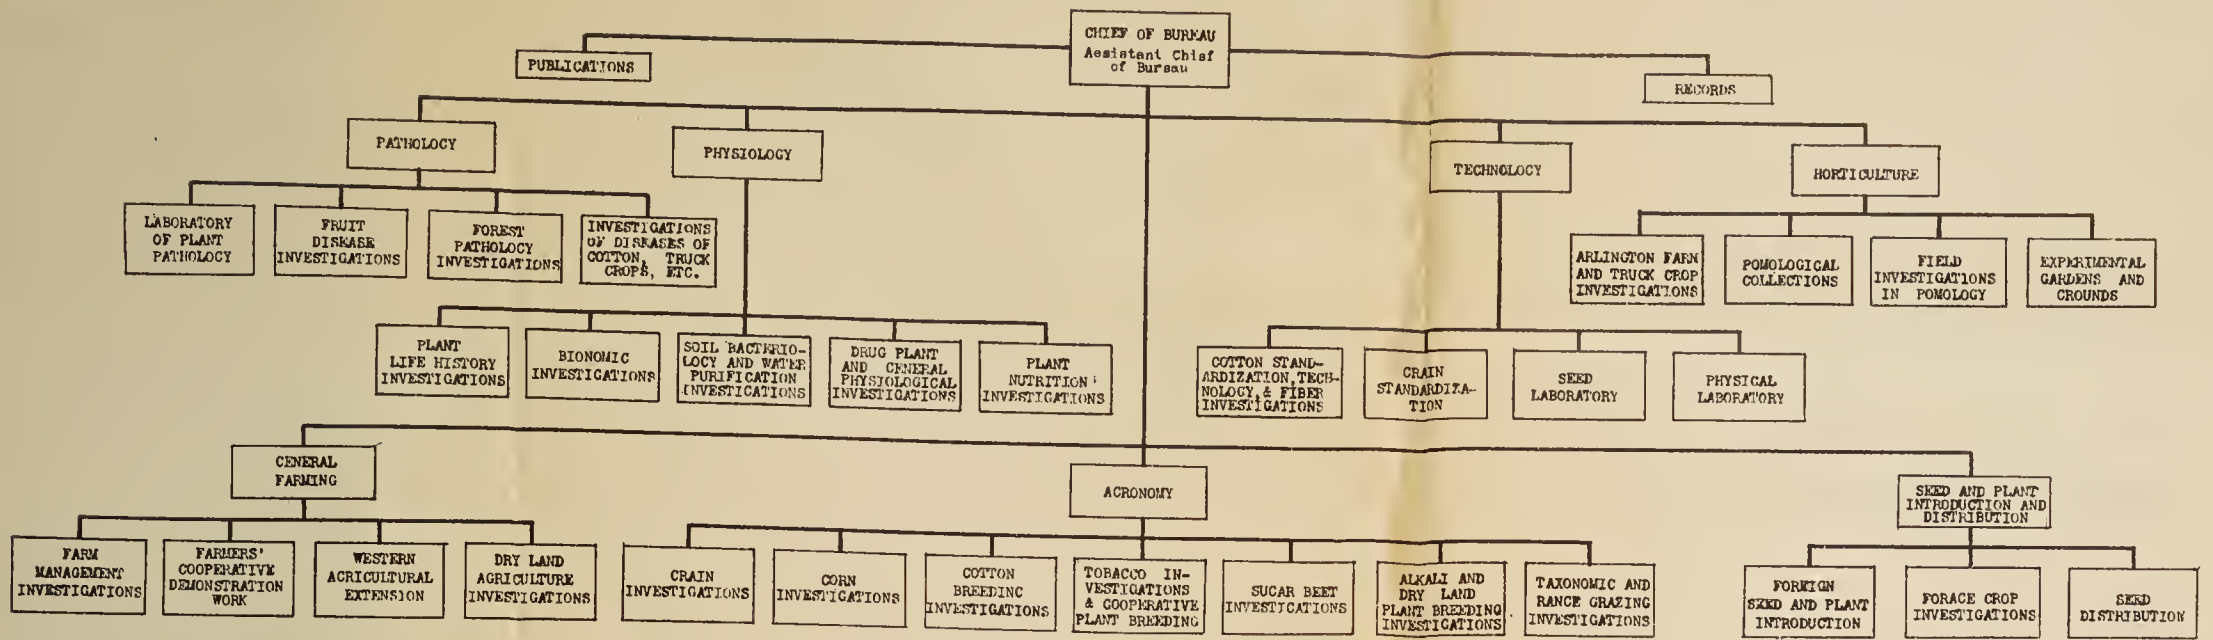 CHIEF OF BUREAU
Assistant Chief
of Bureau
PUBLICATIONS
RECORDS
PATHOLOGY
PHYSIOLOGY
TECHNOLOGY
HORTICULTURE
LABORATORY
OF PLANT
PATHOLOGY
FRUIT
DISEASE
INVESTIGATIONS
FOREST
PATHOLOGY
INVESTIGATIONS
INVESTIGATIONS
OF DISEASES OF
COTTON, TRUCK
CROPS, ETC.
ARLINGTON FARM
AND TRUCK CROP
INVESTIGATIONS
POMOLOGICAL
COLLECTIONS
FIELD
INVESTIGATIONS
IN POMOLOGY
EXPERIMENTAL
GARDENS AND
GROUNDS
PLANT
LIFE HISTORY
INVESTIGATIONS
BIONOMIC
INVESTIGATIONS
SOIL BACTERIO-
LOGY AND WATER
PURIFICATION
INVESTIGATIONS
DRUG PLANT
AND GENERAL
PHYSIOLOGICAL
INVESTIGATIONS
PLANT
NUTRITION
INVESTIGATIONS
COTTON STAND-
ARDIZATION, TECH-
NOLOGY, & FIBER
INVESTIGATIONS
GRAIN
STANDARDIZA-
TION
SEED
LABORATORY
PHYSICAL
LABORATORY
GENERAL
FARMING
AGRONOMY
SEED AND PLANT
INTRODUCTION AND
DISTRIBUTION
FARM
MANAGEMENT
INVESTIGATIONS
FARMERS'
COOPERATIVE
DEMONSTRATION
WORK
WESTERN
AGRICULTURAL
EXTENSION
DRY LAND
AGRICULTURE
INVESTIGATIONS
GRAIN
INVESTIGATIONS
CORN
INVESTIGATIONS
COTTON
BREEDING
INVESTIGATIONS
TOBACCO IN-
VESTIGATIONS
& COOPERATIVE
PLANT BREEDING
SUGAR BEET
INVESTIGATIONS
ALKALI AND
DRY LAND
PLANT BREEDING
INVESTIGATIONS
TAXONOMIC AND
RANGE GRAZING
INVESTIGATIONS
FOREIGN
SEED AND PLANT
INTRODUCTION
FORAGE CROP
INVESTIGATIONS
SEED
DISTRIBUTION